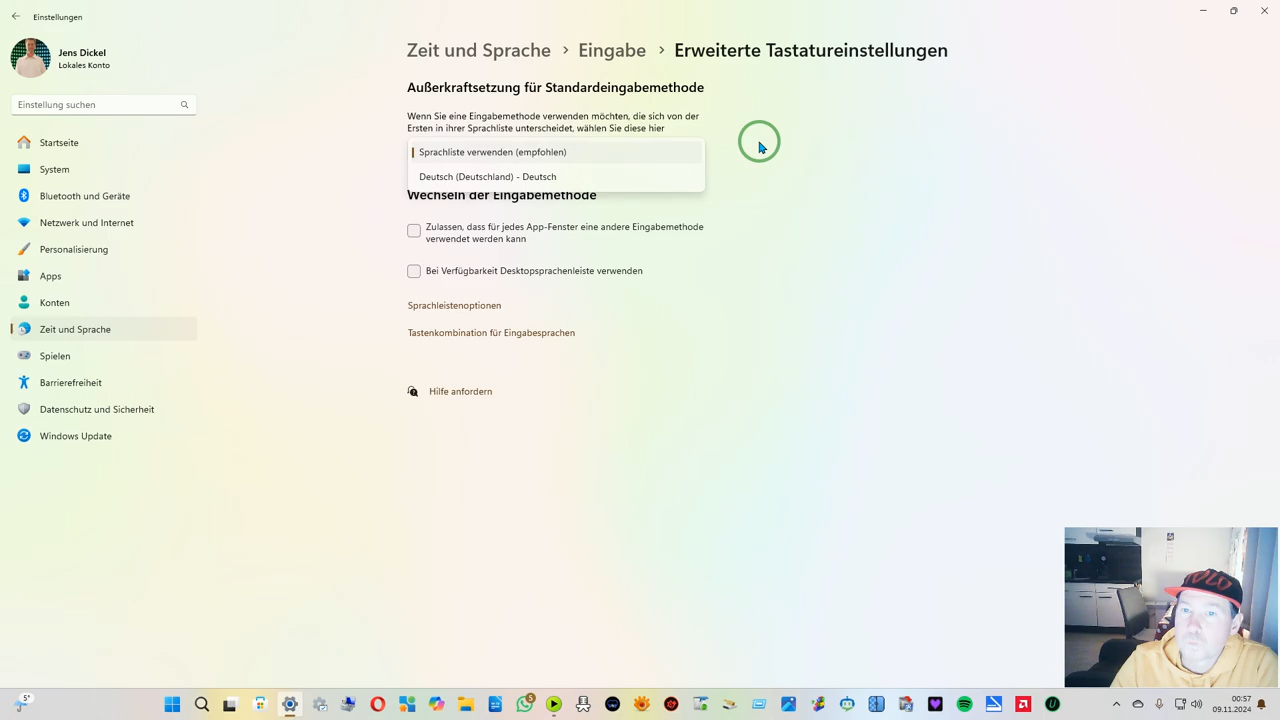 Einstellungen
Jens Dickel
Lokales Konto
Einstellung suchen
Startseite
System
Bluetooth und Geräte
Netzwerk und Internet
Personalisierung
Apps
Konten
Zeit und Sprache
Spielen
Barrierefreiheit
Datenschutz und Sicherheit
Windows Update
Zeit und Sprache > Eingabe > Erweiterte Tastatureinstellungen
Außerkraftsetzung für Standardeingabemethode
Wenn Sie eine Eingabemethode verwenden möchten, die sich von der
Ersten in ihrer Sprachliste unterscheidet, wählen Sie diese hier
Sprachliste verwenden (empfohlen)
Deutsch (Deutschland) - Deutsch
Wechseln der Eingabemethode
Zulassen, dass für jedes App-Fenster eine andere Eingabemethode
verwendet werden kann
Bei Verfügbarkeit Desktopsprachenleiste verwenden
Sprachleistenoptionen
Tastenkombination für Eingabesprachen
Hilfe anfordern
5°
5
00:57
09.11.2024